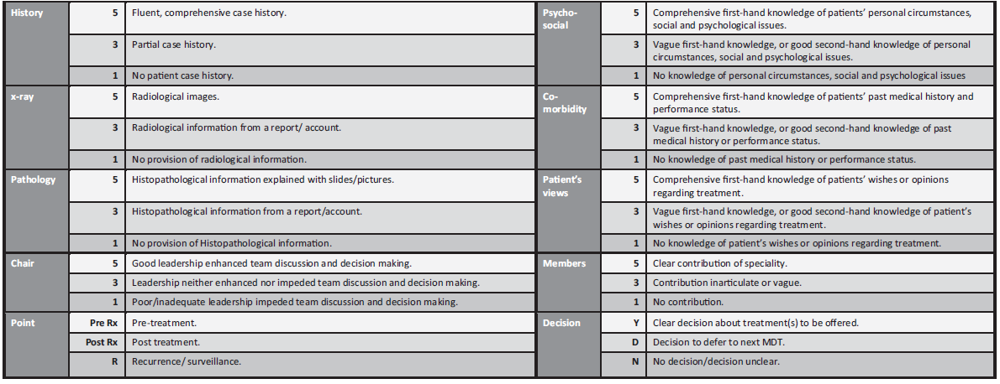 History
5 Fluent, comprehensive case history.
3 Partial case history.
1 No patient case history.
x-ray
5 Radiological images.
3 Radiological information from a report/ account.
1 No provision of radiological information.
Pathology
5 Histopathological information explained with slides/pictures.
3 Histopathological information from a report/account.
1 No provision of Histopathological information.
Chair
5 Good leadership enhanced team discussion and decision making.
3 Leadership neither enhanced nor impeded team discussion and decision making.
1 Poor/inadequate leadership impeded team discussion and decision making.
Point
Pre Rx Pre-treatment.
Post Rx Post treatment.
R Recurrence/ surveillance.
Psycho-
social
5 Comprehensive first-hand knowledge of patients’ personal circumstances,
social and psychological issues.
3 Vague first-hand knowledge, or good second-hand knowledge of personal
circumstances, social and psychological issues.
1 No knowledge of personal circumstances, social and psychological issues
Co-
morbidity
5 Comprehensive first-hand knowledge of patients’ past medical history and
performance status.
3 Vague first-hand knowledge, or good second-hand knowledge of past
medical history or performance status.
1 No knowledge of past medical history or performance status.
Patient’s
views
5 Comprehensive first-hand knowledge of patients’ wishes or opinions
regarding treatment.
3 Vague first-hand knowledge, or good second-hand knowledge of patient’s
wishes or opinions regarding treatment.
1 No knowledge of patient’s wishes or opinions regarding treatment.
Members
5 Clear contribution of speciality.
3 Contribution inarticulate or vague.
1 No contribution.
Decision
Y Clear decision about treatment(s) to be offered.
D Decision to defer to next MDT.
N No decision/decision unclear.